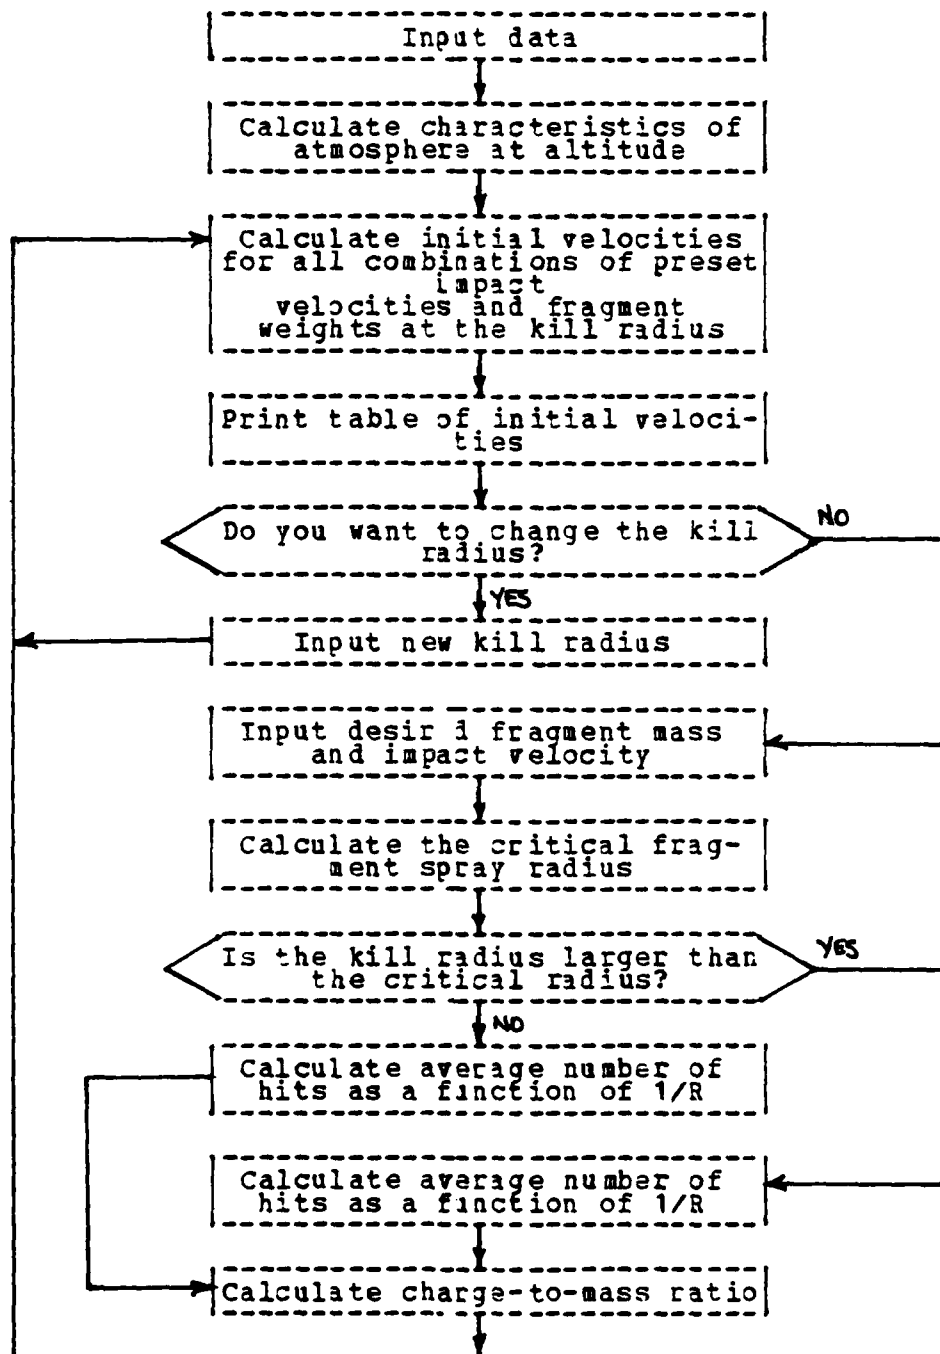 Input data
Calculate characteristics of
atmosphere at altitude
Calculate initial velocities
for all combinations of preset
impact
velocities and fragment
weights at the kill radius
Print table of initial veloci-
ties
Do you want to change the kill
radius?
NO
YES
Input new kill radius
Input desir d fragment mass
and impact velocity
Calculate the critical frag-
ment spray radius
Is the kill radius larger than
the critical radius?
YES
NO
Calculate average number of
hits as a function of 1/R
Calculate average number of
hits as a function of 1/R
Calculate charge-to-mass ratio